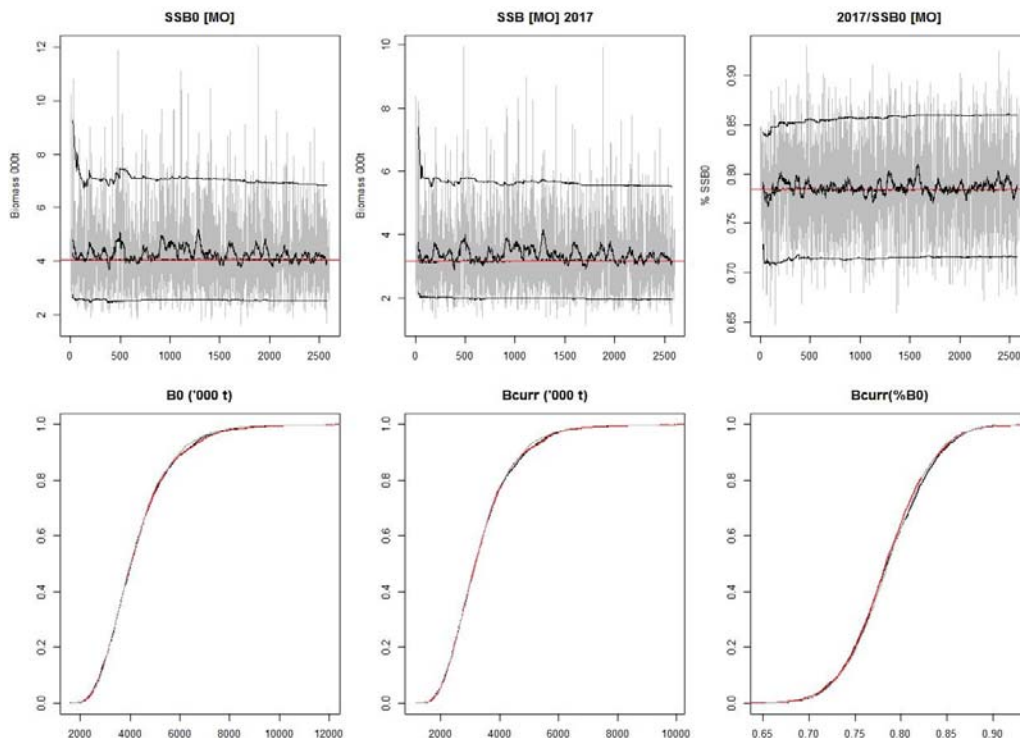 SSB0 [MO]
Biomass 000t
12
10
8
6
4
2
0 500 1000 1500 2000 2500
SSB [MO] 2017
Biomass 000t
10
8
6
4
2
0 500 1000 1500 2000 2500
2017/SSB0 [MO]
% SSB0
0.90
0.85
0.80
0.75
0.70
0.65
0 500 1000 1500 2000 2500
B0 ('000 t)
1.0
0.8
0.6
0.4
0.2
0.0
2000 4000 6000 8000 10000 12000
Bcurr ('000 t)
1.0
0.8
0.6
0.4
0.2
0.0
2000 4000 6000 8000 10000
Bcurr(%B0)
1.0
0.8
0.6
0.4
0.2
0.0
0.65 0.70 0.75 0.80 0.85 0.90